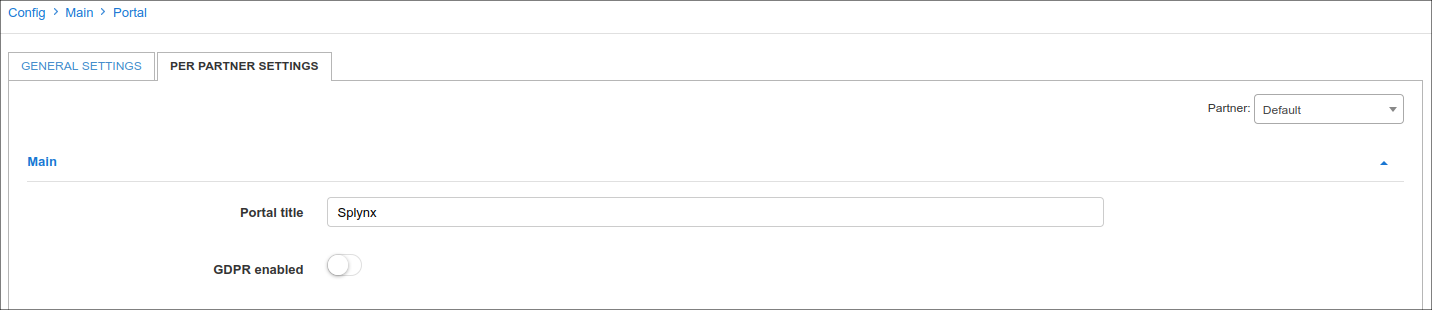 Config > Main > Portal
GENERAL SETTINGS PER PARTNER SETTINGS
Partner: Default
Main
Portal title Splynx
GDPR enabled